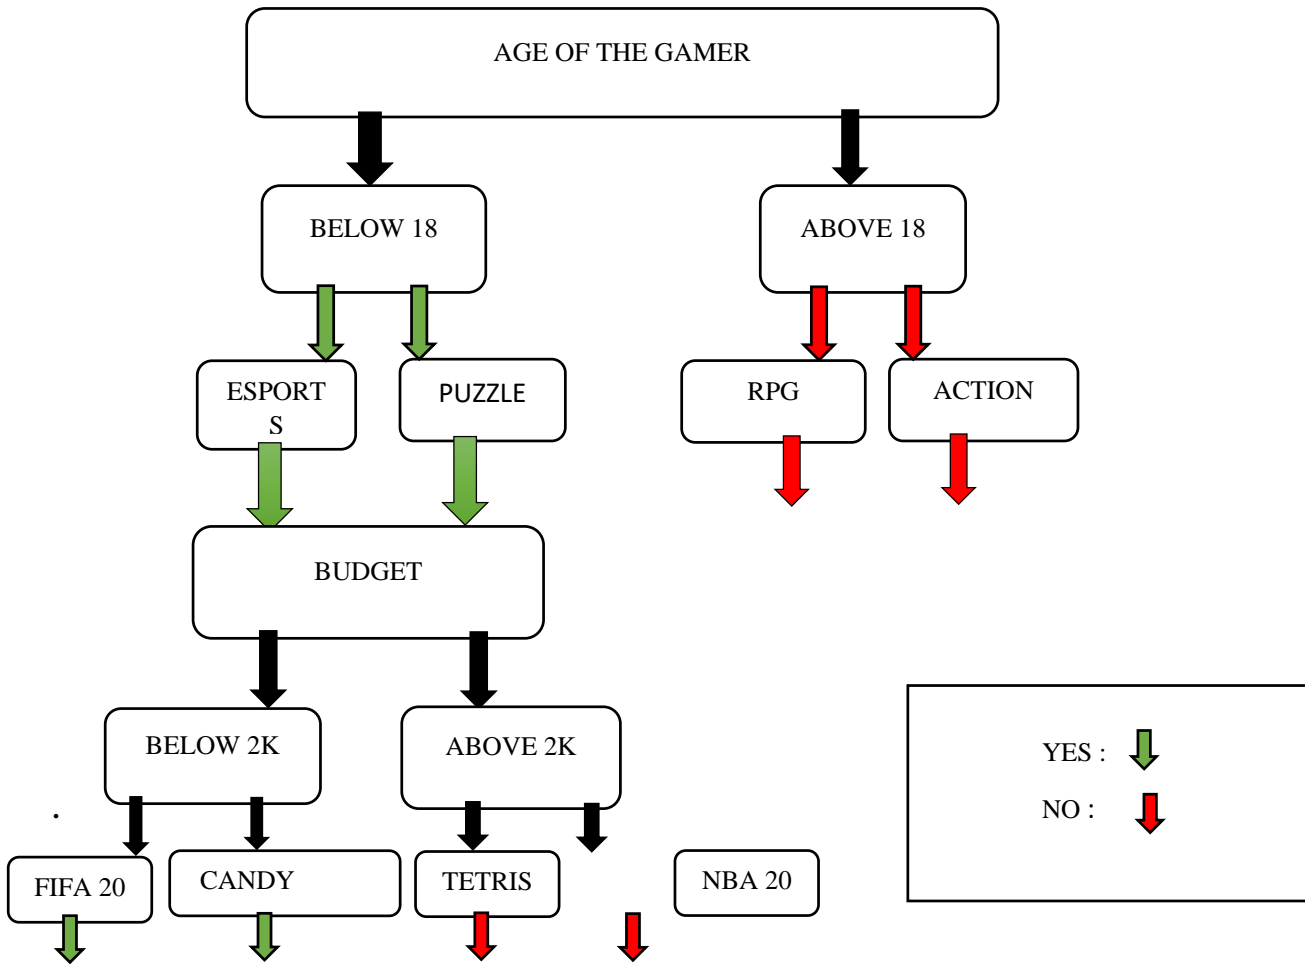 AGE OF THE GAMER
BELOW 18
ABOVE 18
ESPORT
S
PUZZLE
RPG
ACTION
BUDGET
BELOW 2K
ABOVE 2K
YES :
NO :
.
FIFA 20
CANDY
TETRIS
NBA 20